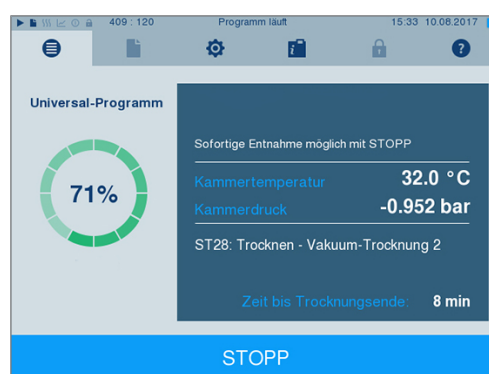 409 : 120 Programm läuft 15:33 10.08.2017
Universal-Programm
71%
Sofortige Entnahme möglich mit STOPP
Kammertemperatur 32.0 °C
Kammerdruck -0.952 bar
ST28: Trocknen - Vakuum-Trocknung 2
Zeit bis Trocknungsende: 8 min
STOPP